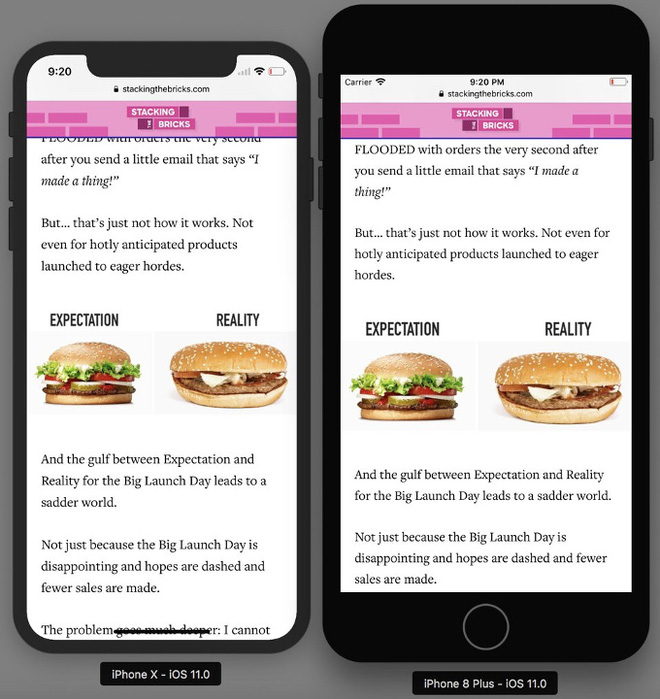 9:20
stackingthebricks.com
STACKING
THE BRICKS
FLOODED with orders the very second
after you send a little email that says “I
made a thing!”
But... that’s just not how it works. Not
even for hotly anticipated products
launched to eager hordes.
EXPECTATION
REALITY
And the gulf between Expectation and
Reality for the Big Launch Day leads to a
sadder world.
Not just because the Big Launch Day is
disappointing and hopes are dashed and
fewer sales are made.
The problem goes much deeper: I cannot
iPhone X - iOS 11.0
Carrier
9:20 PM
stackingthebricks.com
STACKING
THE BRICKS
FLOODED with orders the very second after
you send a little email that says “I made a
thing!”
But... that’s just not how it works. Not even for
hotly anticipated products launched to eager
hordes.
EXPECTATION
REALITY
And the gulf between Expectation and Reality
for the Big Launch Day leads to a sadder world.
Not just because the Big Launch Day is
disappointing and hopes are dashed and fewer
sales are made.
iPhone 8 Plus - iOS 11.0